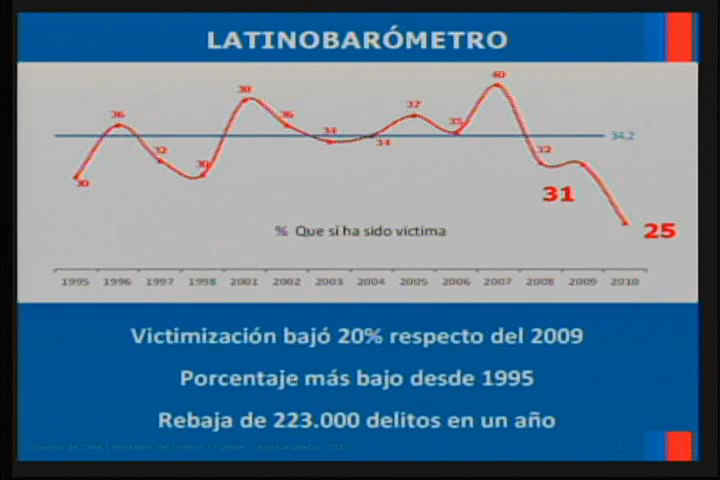 LATINOBARÓMETRO
30 36 32 30 38 36 34 34 37 35 40 32 31 25
34,2
% Que sí ha sido víctima
1995 1996 1997 1998 2001 2002 2003 2004 2005 2006 2007 2008 2009 2010
Victimización bajó 20% respecto del 2009
Porcentaje más bajo desde 1995
Rebaja de 223.000 delitos en un año